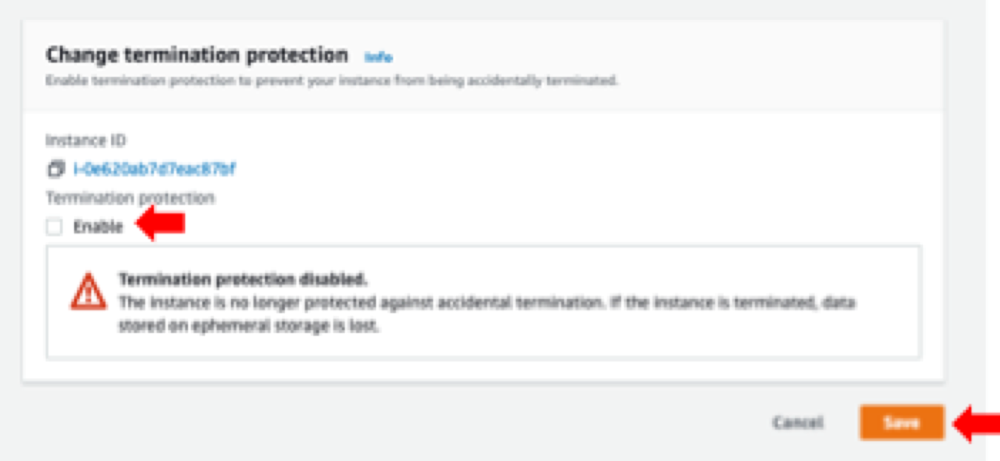 Change termination protection Info
Enable termination protection to prevent your instance from being accidentally terminated.
Instance ID
i-0e620ab7d7eac87bf
Termination protection
Enable
Termination protection disabled.
The instance is no longer protected against accidental termination. If the instance is terminated, data
stored on ephemeral storage is lost.
Cancel Save